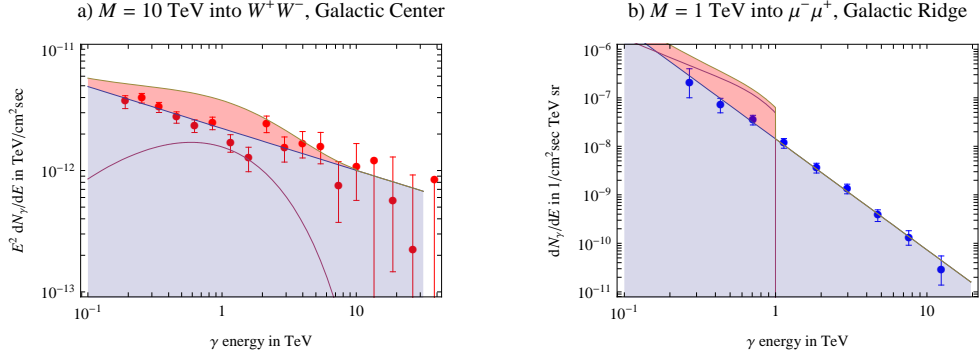 a) M = 10 TeV into W⁺W⁻, Galactic Center
10⁻¹¹
10⁻¹²
10⁻¹³
E² dNγ/dE in TeV/cm²sec
10⁻¹ 1 10
γ energy in TeV
b) M = 1 TeV into μ⁻μ⁺, Galactic Ridge
10⁻⁶
10⁻⁷
10⁻⁸
10⁻⁹
10⁻¹⁰
10⁻¹¹
dNγ/dE in 1/cm²sec TeV sr
10⁻¹ 1 10
γ energy in TeV